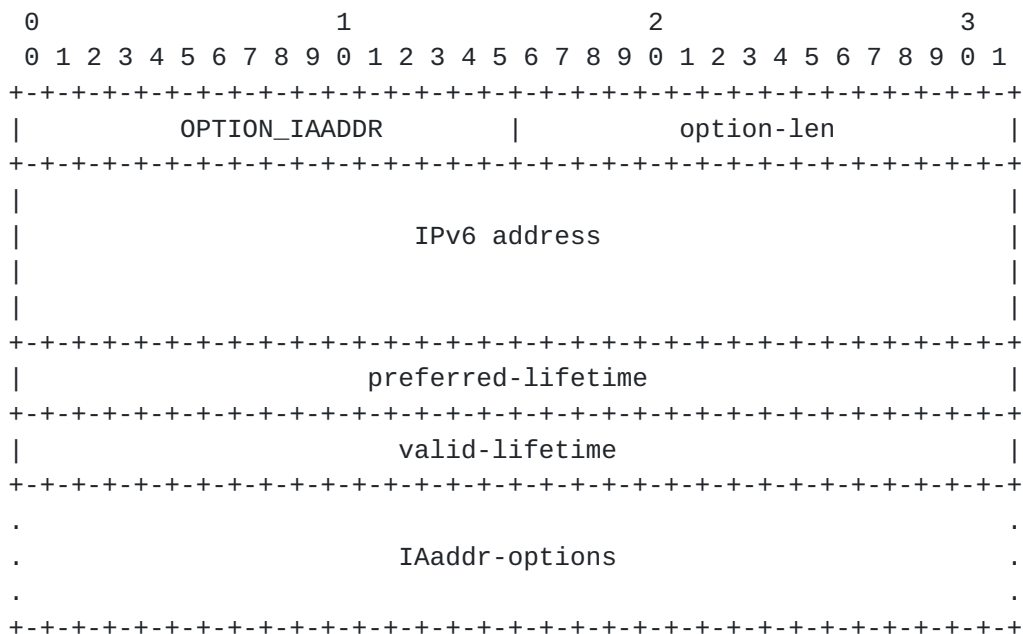 0                   1                   2                   3
 0 1 2 3 4 5 6 7 8 9 0 1 2 3 4 5 6 7 8 9 0 1 2 3 4 5 6 7 8 9 0 1
+-+-+-+-+-+-+-+-+-+-+-+-+-+-+-+-+-+-+-+-+-+-+-+-+-+-+-+-+-+-+-+-+
|          OPTION_IAADDR        |          option-len           |
+-+-+-+-+-+-+-+-+-+-+-+-+-+-+-+-+-+-+-+-+-+-+-+-+-+-+-+-+-+-+-+-+
|                                                               |
|                         IPv6 address                          |
|                                                               |
|                                                               |
+-+-+-+-+-+-+-+-+-+-+-+-+-+-+-+-+-+-+-+-+-+-+-+-+-+-+-+-+-+-+-+-+
|                      preferred-lifetime                       |
+-+-+-+-+-+-+-+-+-+-+-+-+-+-+-+-+-+-+-+-+-+-+-+-+-+-+-+-+-+-+-+-+
|                        valid-lifetime                         |
+-+-+-+-+-+-+-+-+-+-+-+-+-+-+-+-+-+-+-+-+-+-+-+-+-+-+-+-+-+-+-+-+
.                                                               .
.                        IAaddr-options                         .
.                                                               .
+-+-+-+-+-+-+-+-+-+-+-+-+-+-+-+-+-+-+-+-+-+-+-+-+-+-+-+-+-+-+-+-+